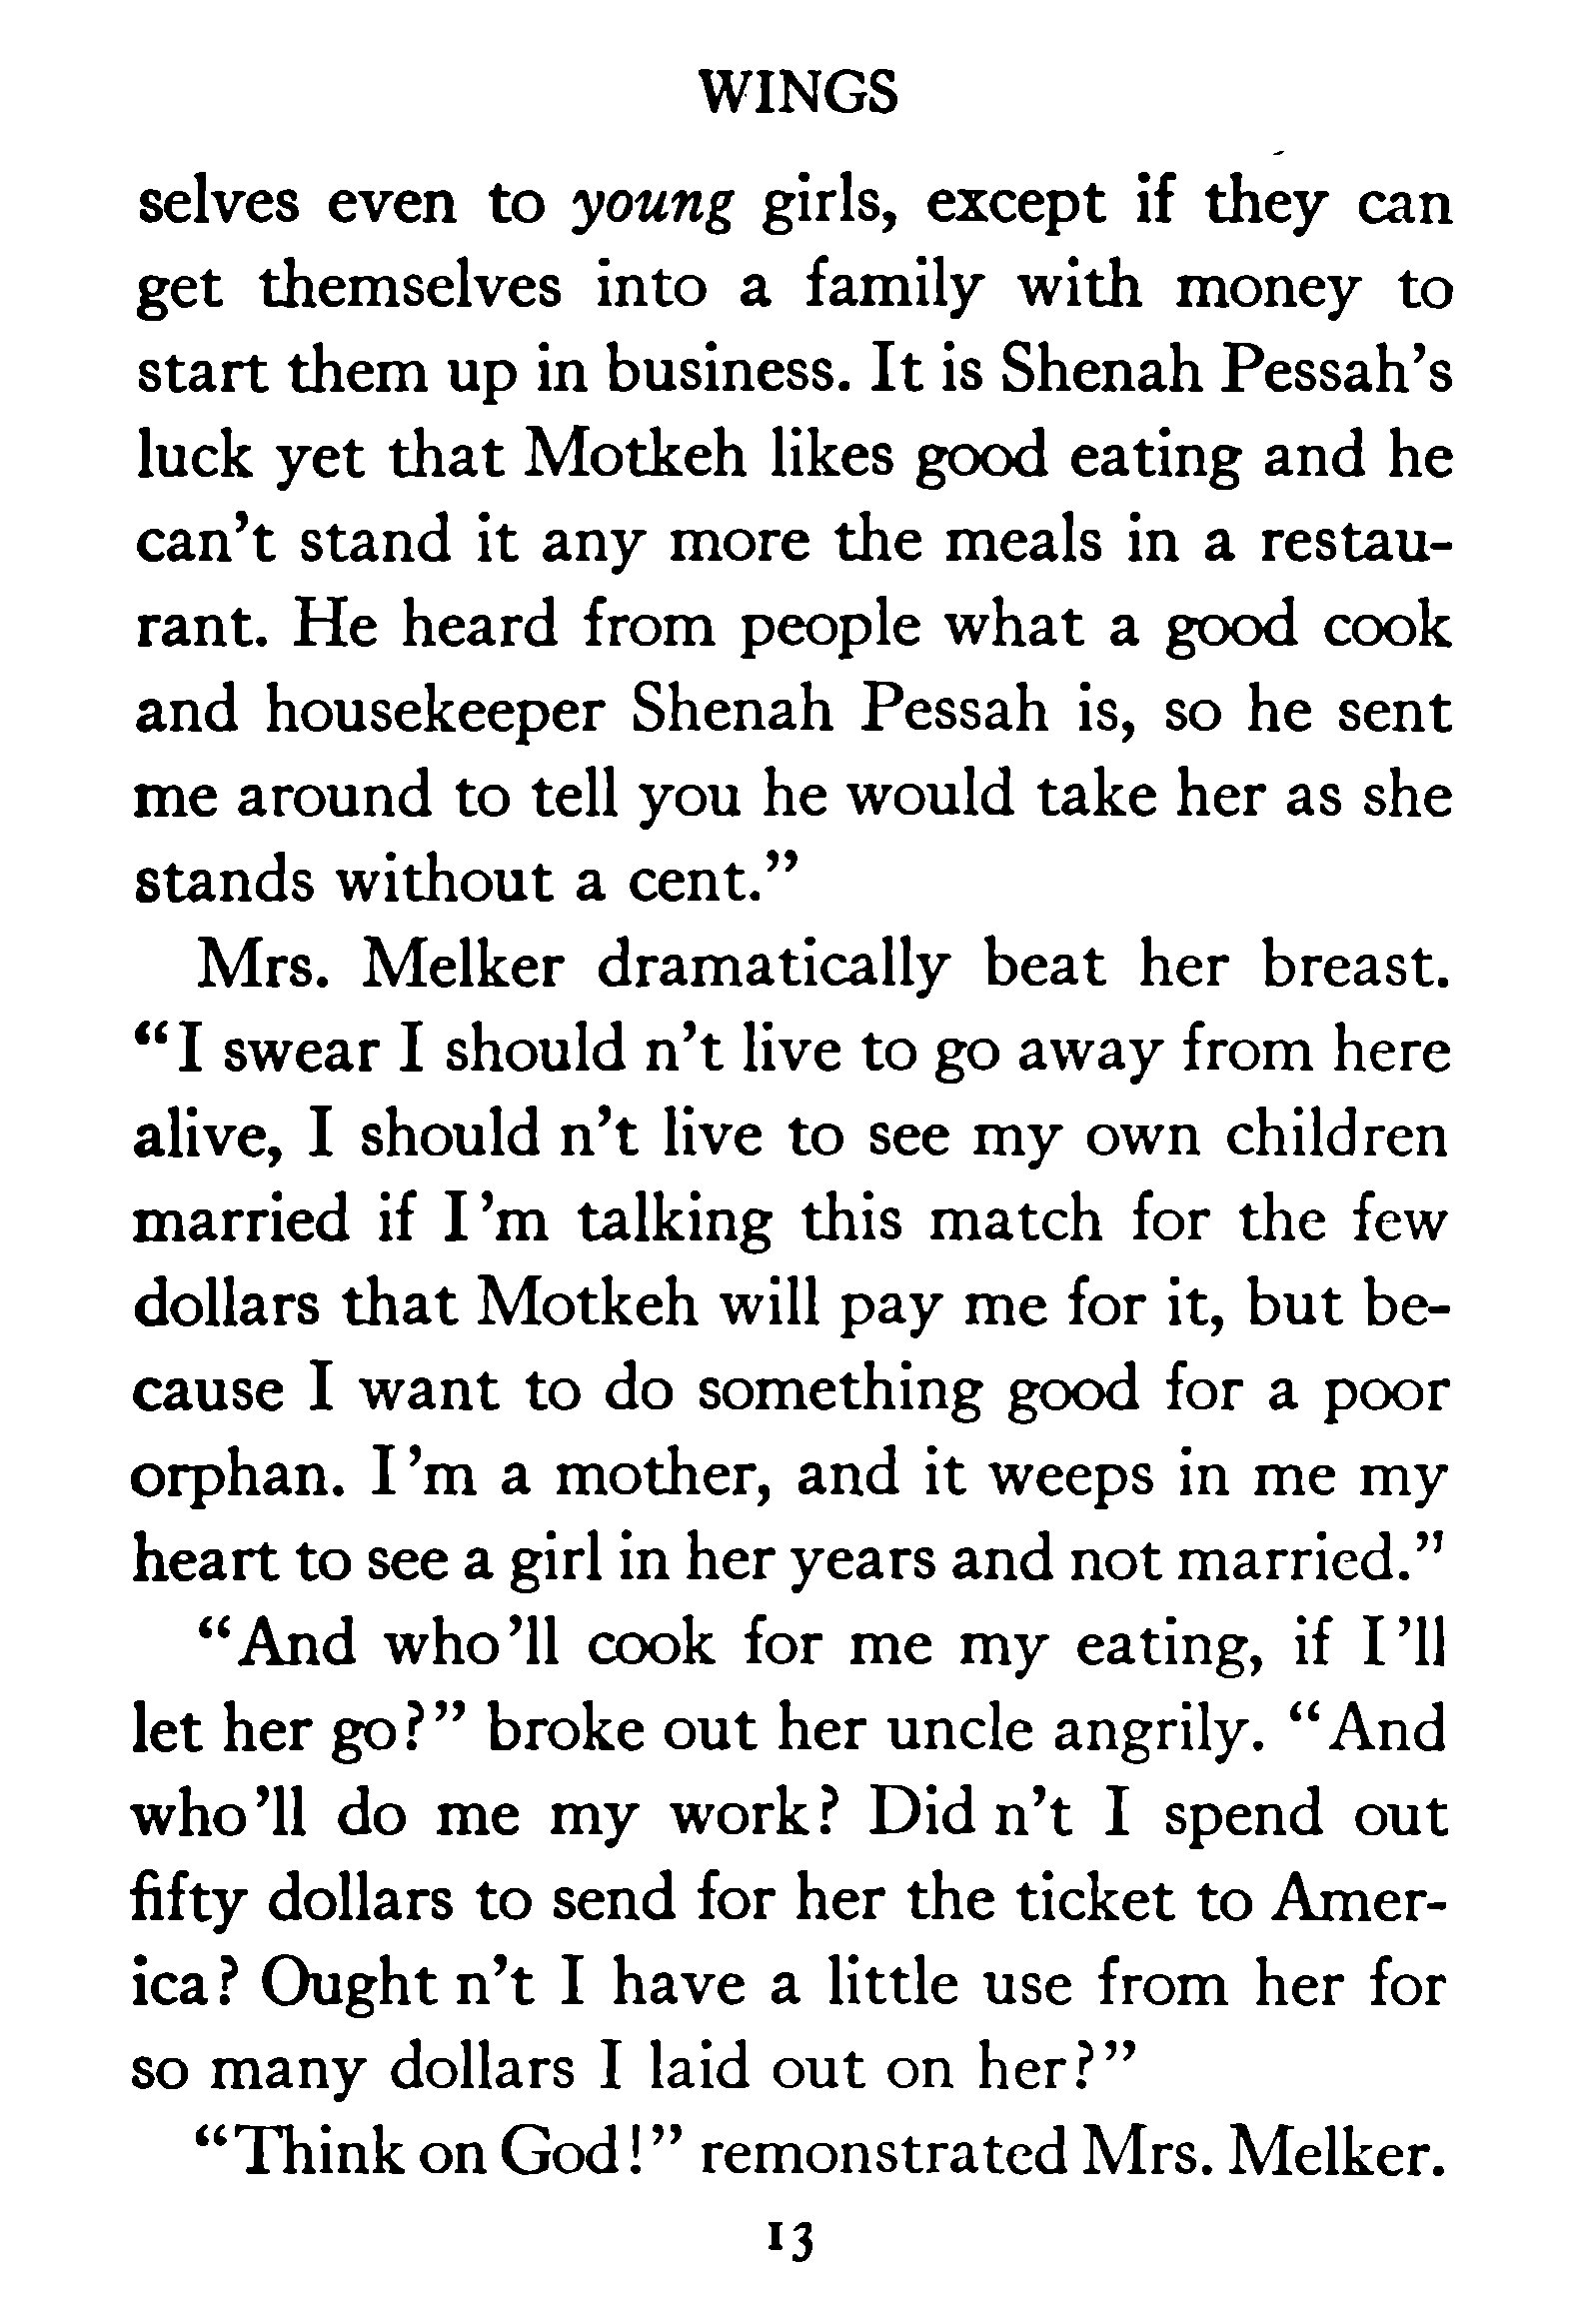 WINGS
selves even to young girls, except if they can
get themselves into a family with money to
start them up in business. It is Shenah Pessah's
luck yet that Motkeh likes good eating and he
can't stand it any more the meals in a restau-
rant. He heard from people what a good cook
and housekeeper Shenah Pessah is, so he sent
me around to tell you he would take her as she
stands without a cent.”
Mrs. Melker dramatically beat her breast.
“I swear I should n't live to go away from here
alive, I should n't live to see my own children
married if I 'm talking this match for the few
dollars that Motkeh will pay me for it, but be-
cause I want to do something good for a poor
orphan. I 'm a mother, and it weeps in me my
heart to see a girl in her years and not married.”
“And who 'll cook for me my eating, if I 'll
let her go?” broke out her uncle angrily. “And
who 'll do me my work? Did n't I spend out
fifty dollars to send for her the ticket to Amer-
ica? Ought n't I have a little use from her for
so many dollars I laid out on her?”
“Think on God!” remonstrated Mrs. Melker.
13